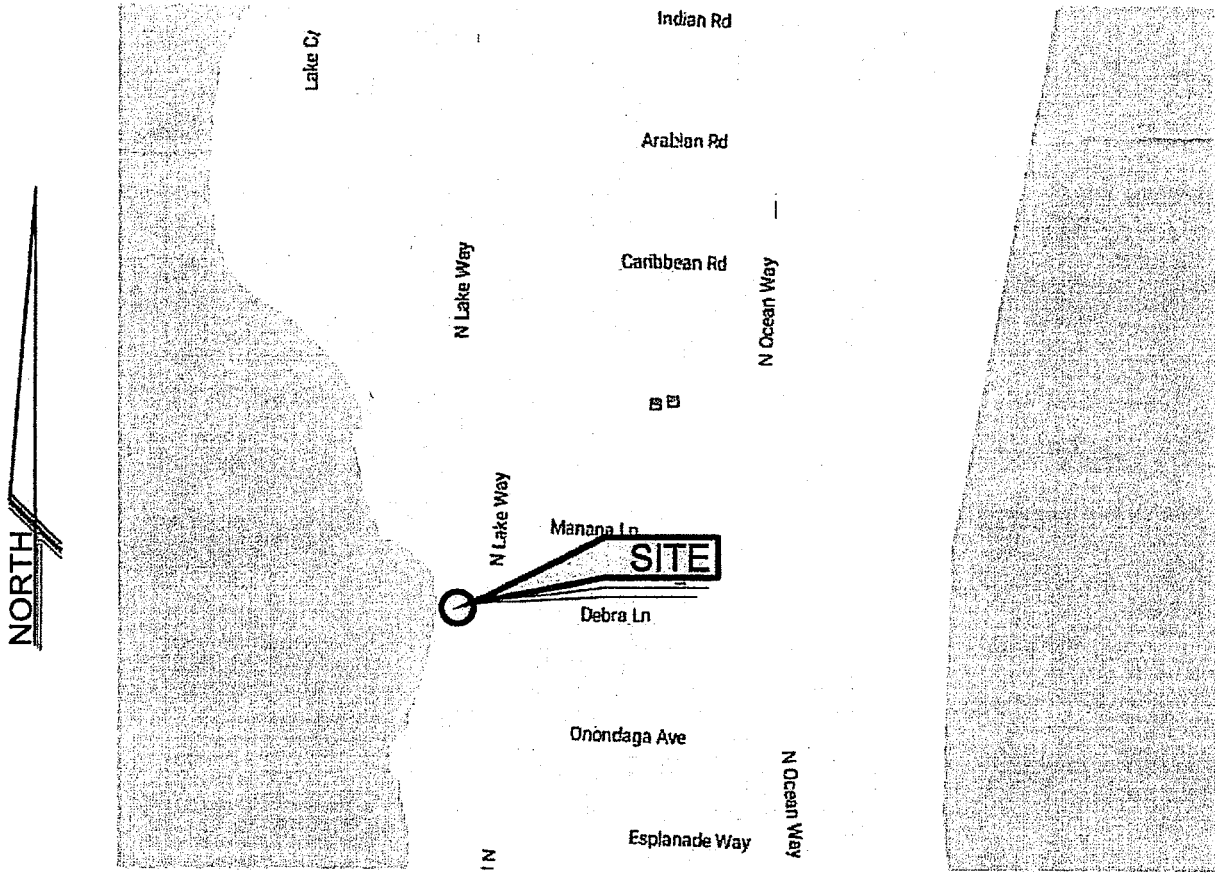 Indian Rd
Lake Ct
Arabian Rd
Caribbean Rd
N Lake Way
N Ocean Way
N Lake Way
Manana Ln
SITE
NORTH
Debra Ln
Onondaga Ave
N Ocean Way
Esplanade Way
N